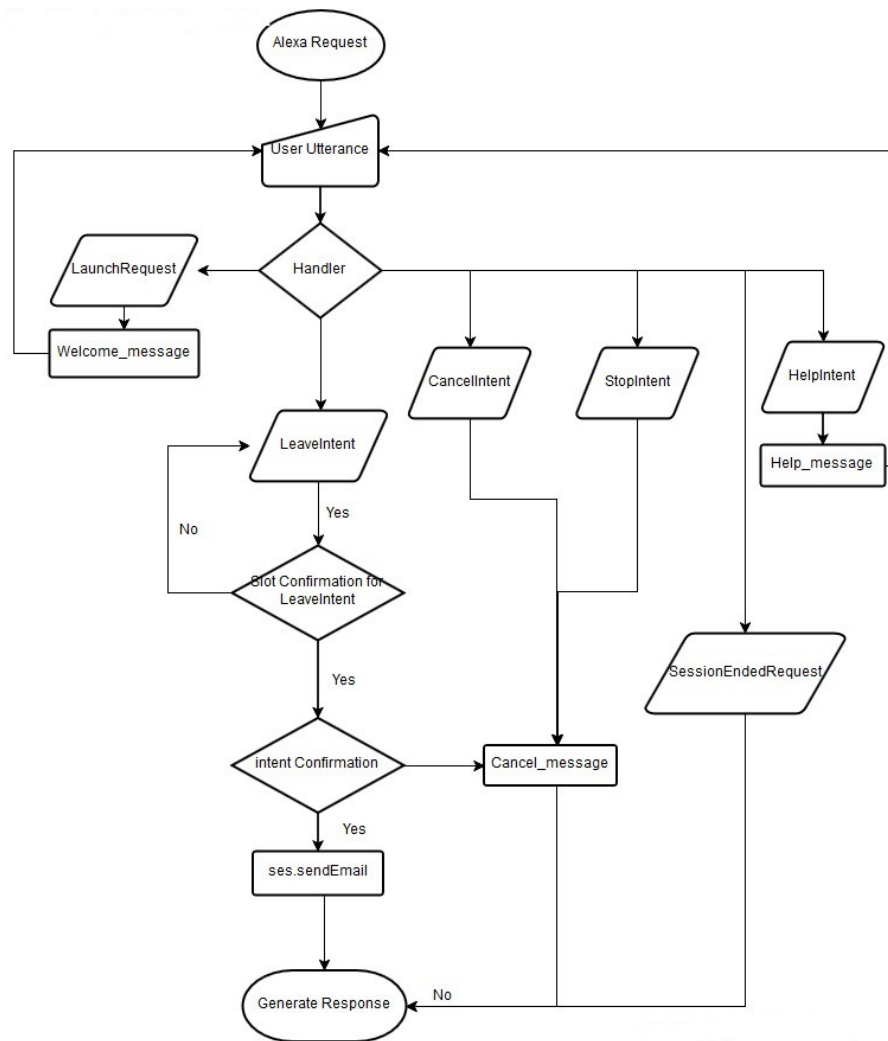 Alexa Request
User Utterance
LaunchRequest
Handler
Welcome_message
CancelIntent
StopIntent
HelpIntent
LeaveIntent
Help_message
Yes
No
Slot Confirmation for
LeaveIntent
SessionEndedRequest
Yes
intent Confirmation
Cancel_message
Yes
ses.sendEmail
No
Generate Response